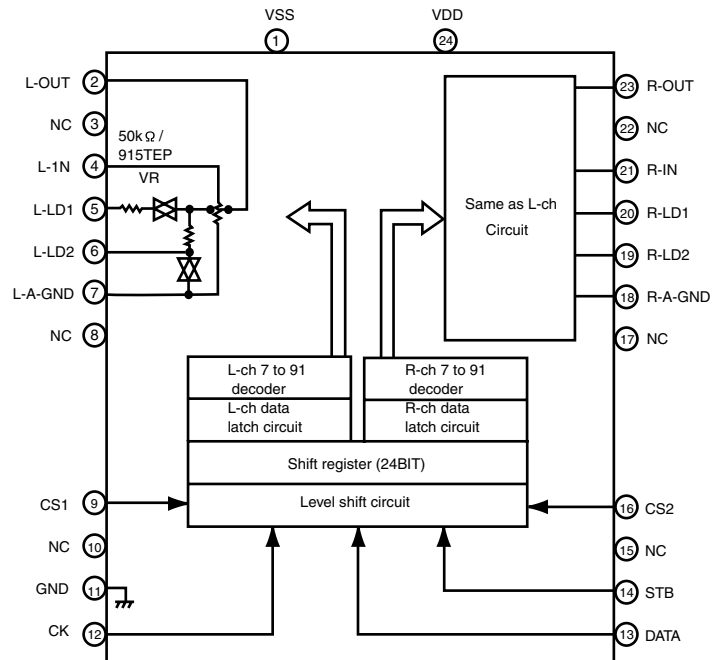 VSS
VDD
1
24
L-OUT 2
23 R-OUT
NC 3
22 NC
50kΩ /
915TEP
VR
L-1N 4
21 R-IN
L-LD1 5
20 R-LD1
Same as L-ch
Circuit
L-LD2 6
19 R-LD2
L-A-GND 7
18 R-A-GND
NC 8
17 NC
L-ch 7 to 91
decoder
R-ch 7 to 91
decoder
L-ch data
latch circuit
R-ch data
latch circuit
Shift register (24BIT)
Level shift circuit
CS1 9
16 CS2
NC 10
15 NC
GND 11
14 STB
CK 12
13 DATA